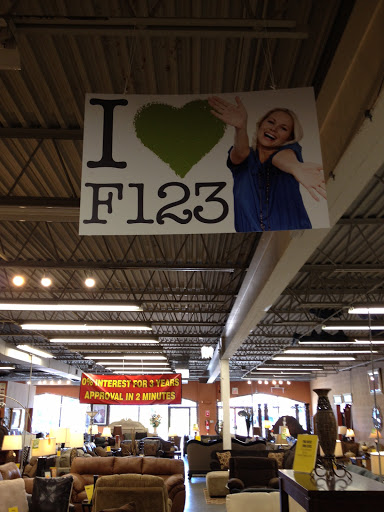 I
F123
0% INTEREST FOR 3 YEARS
APPROVAL IN 2 MINUTES